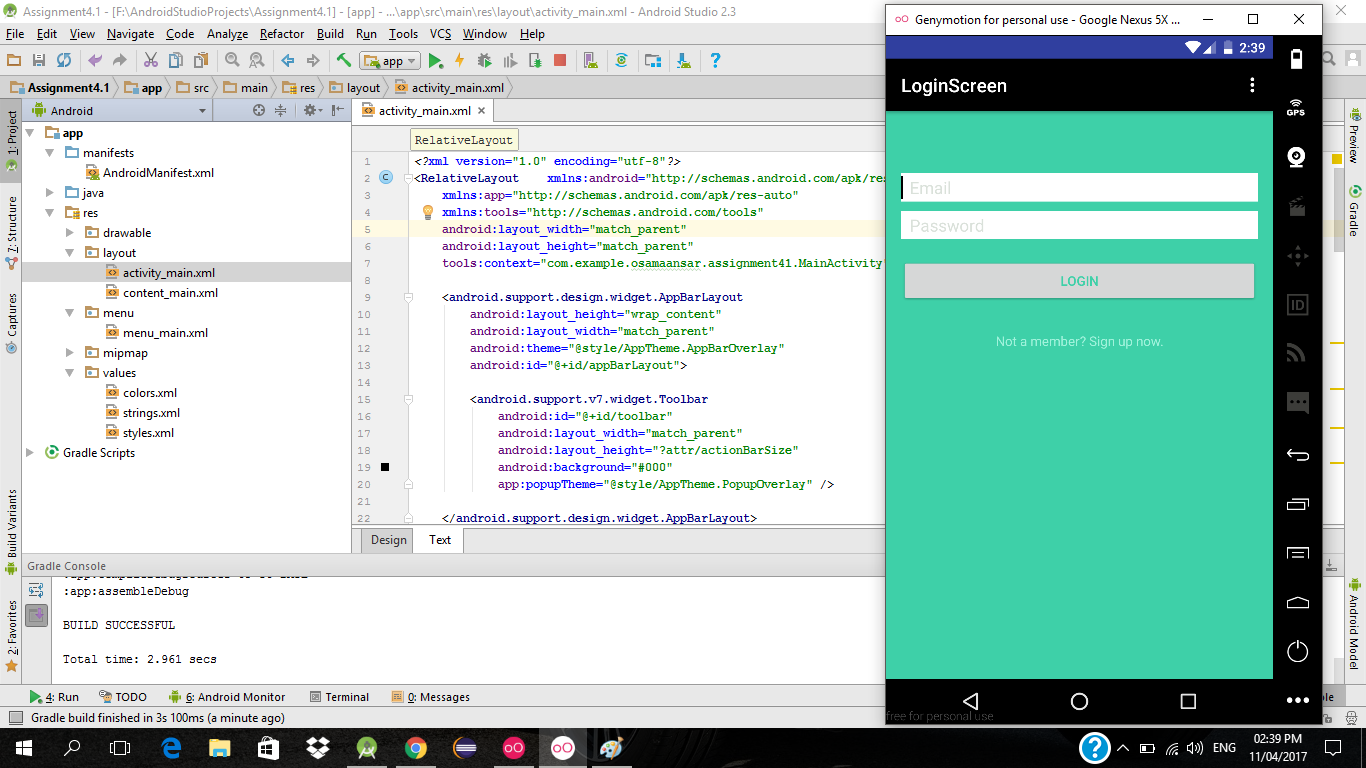 Assignment4.1 - [F:\AndroidStudioProjects\Assignment4.1] - [app] - ...\app\src\main\res\layout\activity_main.xml - Android Studio 2.3
File Edit View Navigate Code Analyze Refactor Build Run Tools VCS Window Help
app
Assignment4.1 app src main res layout activity_main.xml
1: Project
7: Structure
Captures
Build Variants
2: Favorites
Android
app
manifests
AndroidManifest.xml
java
res
drawable
layout
activity_main.xml
content_main.xml
menu
menu_main.xml
mipmap
values
colors.xml
strings.xml
styles.xml
Gradle Scripts
activity_main.xml
RelativeLayout
1 <?xml version="1.0" encoding="utf-8"?>
2 <RelativeLayout xmlns:android="http://schemas.android.com/apk/res
3 xmlns:app="http://schemas.android.com/apk/res-auto"
4 xmlns:tools="http://schemas.android.com/tools"
5 android:layout_width="match_parent"
6 android:layout_height="match_parent"
7 tools:context="com.example.osamaansar.assignment41.MainActivity"
8
9 <android.support.design.widget.AppBarLayout
10 android:layout_height="wrap_content"
11 android:layout_width="match_parent"
12 android:theme="@style/AppTheme.AppBarOverlay"
13 android:id="@+id/appBarLayout">
14
15 <android.support.v7.widget.Toolbar
16 android:id="@+id/toolbar"
17 android:layout_width="match_parent"
18 android:layout_height="?attr/actionBarSize"
19 android:background="#000"
20 app:popupTheme="@style/AppTheme.PopupOverlay" />
21
22 </android.support.design.widget.AppBarLayout>
Design Text
Gradle Console
:app:assembleDebug
BUILD SUCCESSFUL
Total time: 2.961 secs
4: Run TODO 6: Android Monitor Terminal 0: Messages
Gradle build finished in 3s 100ms (a minute ago)
Genymotion for personal use - Google Nexus 5X ...
2:39
LoginScreen
Email
Password
LOGIN
Not a member? Sign up now.
free for personal use
GPS
ID
Preview
Gradle
Android Model
ENG
02:39 PM
11/04/2017